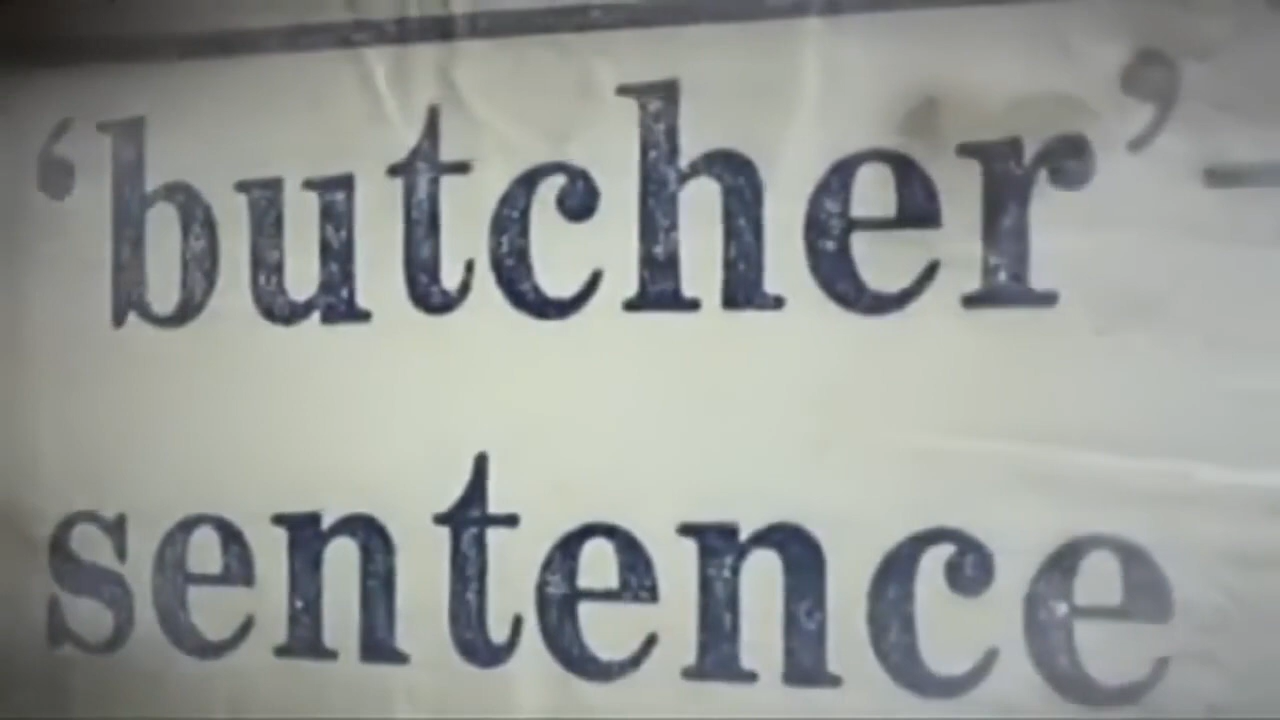 ‘butcher’ –
sentence